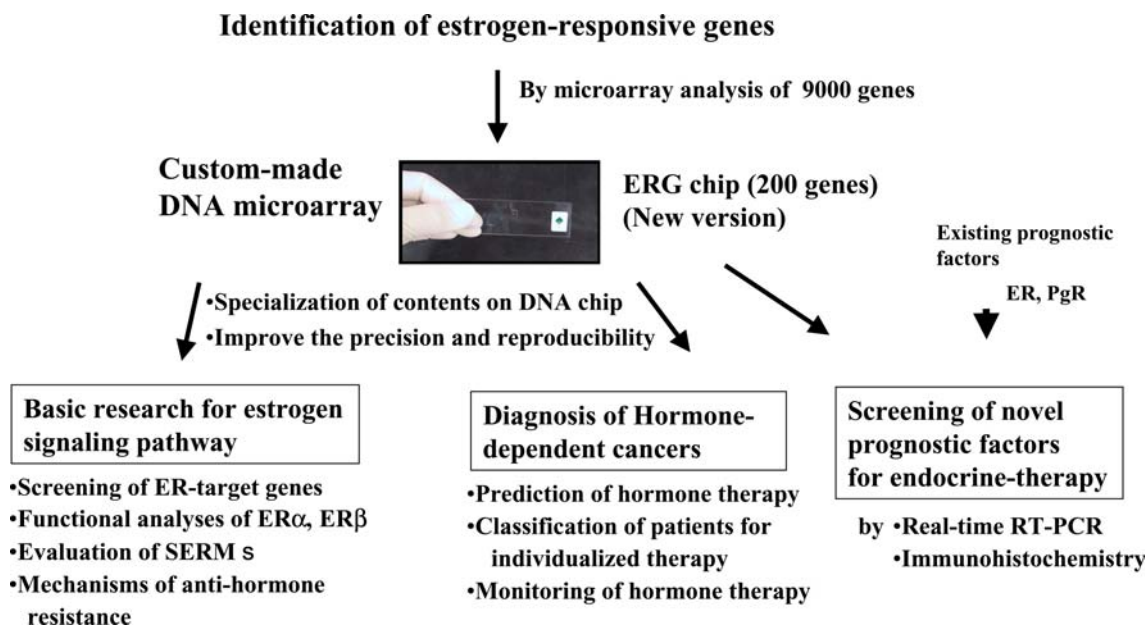 Identification of estrogen-responsive genes
By microarray analysis of 9000 genes
Custom-made
DNA microarray
ERG chip (200 genes)
(New version)
Existing prognostic
factors
ER, PgR
•Specialization of contents on DNA chip
•Improve the precision and reproducibility
Basic research for estrogen
signaling pathway
•Screening of ER-target genes
•Functional analyses of ERα, ERβ
•Evaluation of SERM s
•Mechanisms of anti-hormone
resistance
Diagnosis of Hormone-
dependent cancers
•Prediction of hormone therapy
•Classification of patients for
individualized therapy
•Monitoring of hormone therapy
Screening of novel
prognostic factors
for endocrine-therapy
by •Real-time RT-PCR
•Immunohistochemistry